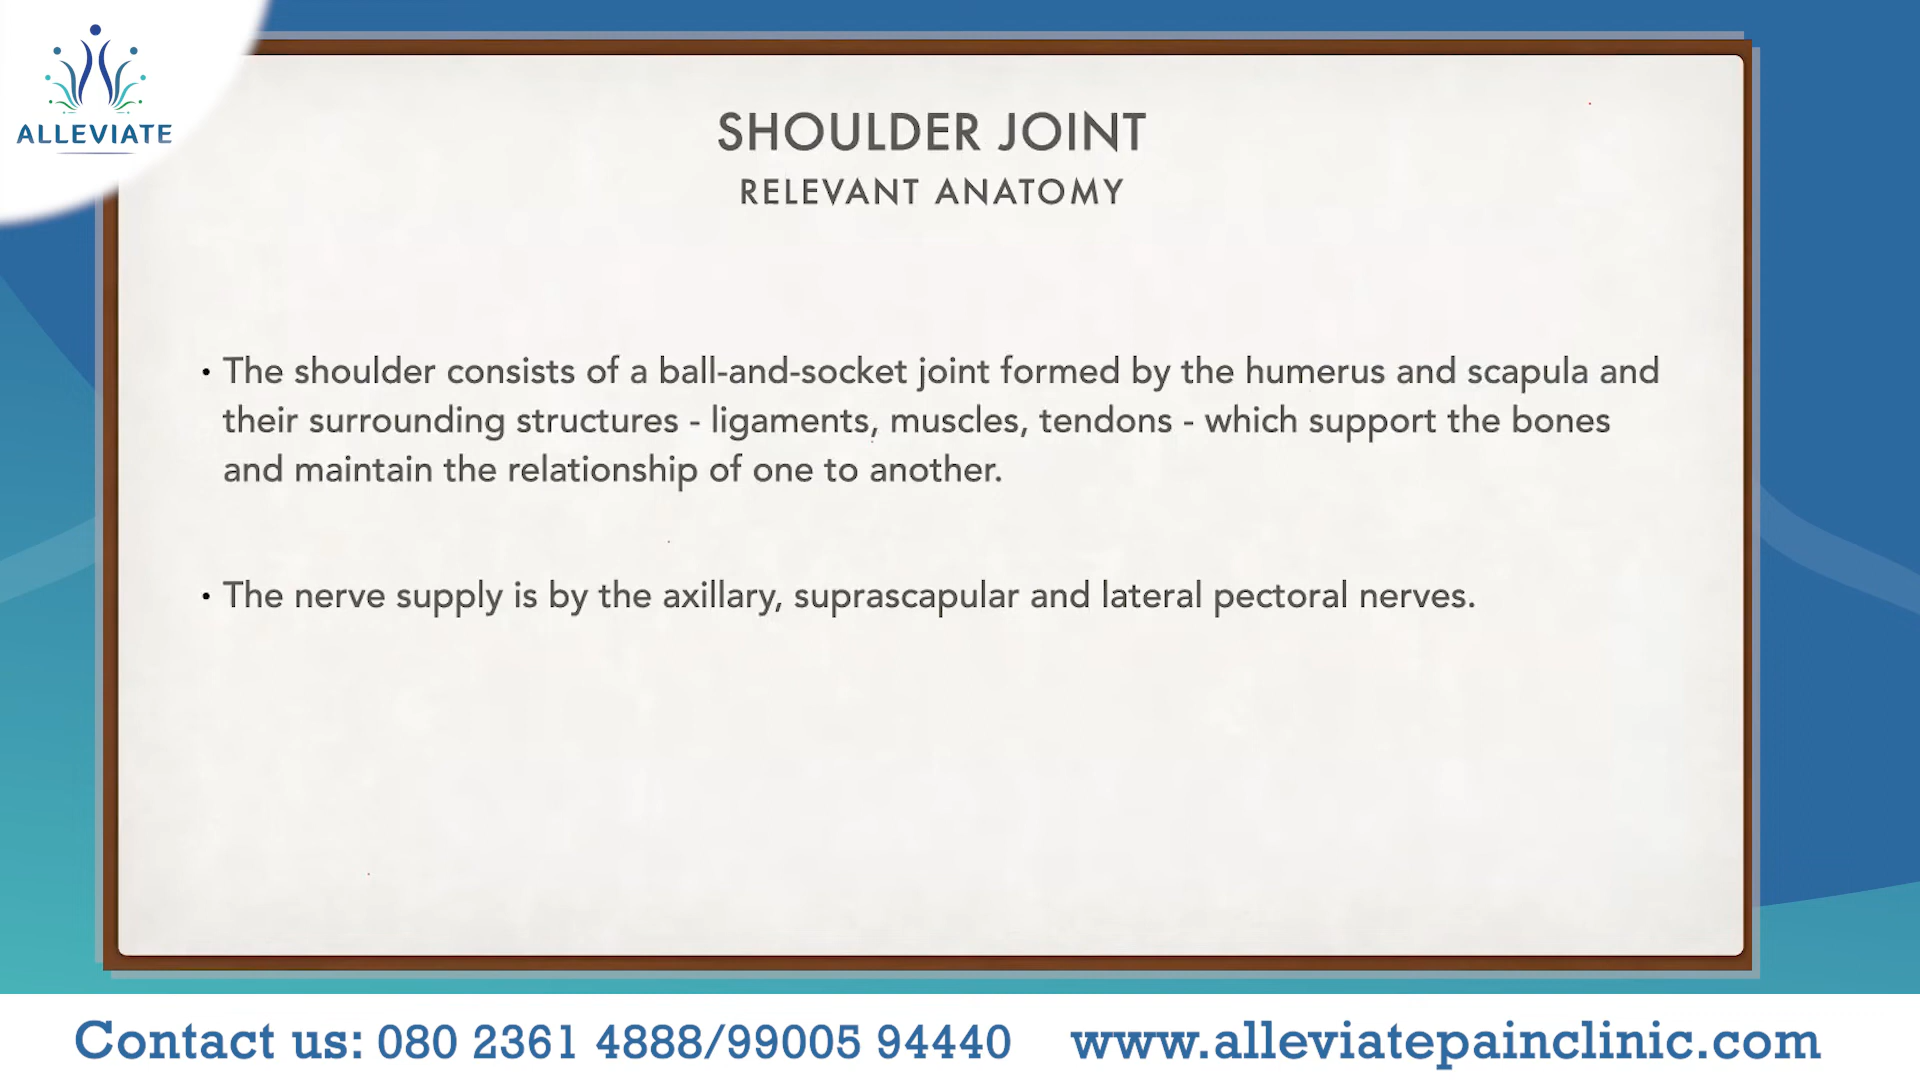 ALLEVIATE
SHOULDER JOINT
RELEVANT ANATOMY
• The shoulder consists of a ball-and-socket joint formed by the humerus and scapula and
their surrounding structures - ligaments, muscles, tendons - which support the bones
and maintain the relationship of one to another.
• The nerve supply is by the axillary, suprascapular and lateral pectoral nerves.
Contact us: 080 2361 4888/99005 94440 www.alleviatepainclinic.com